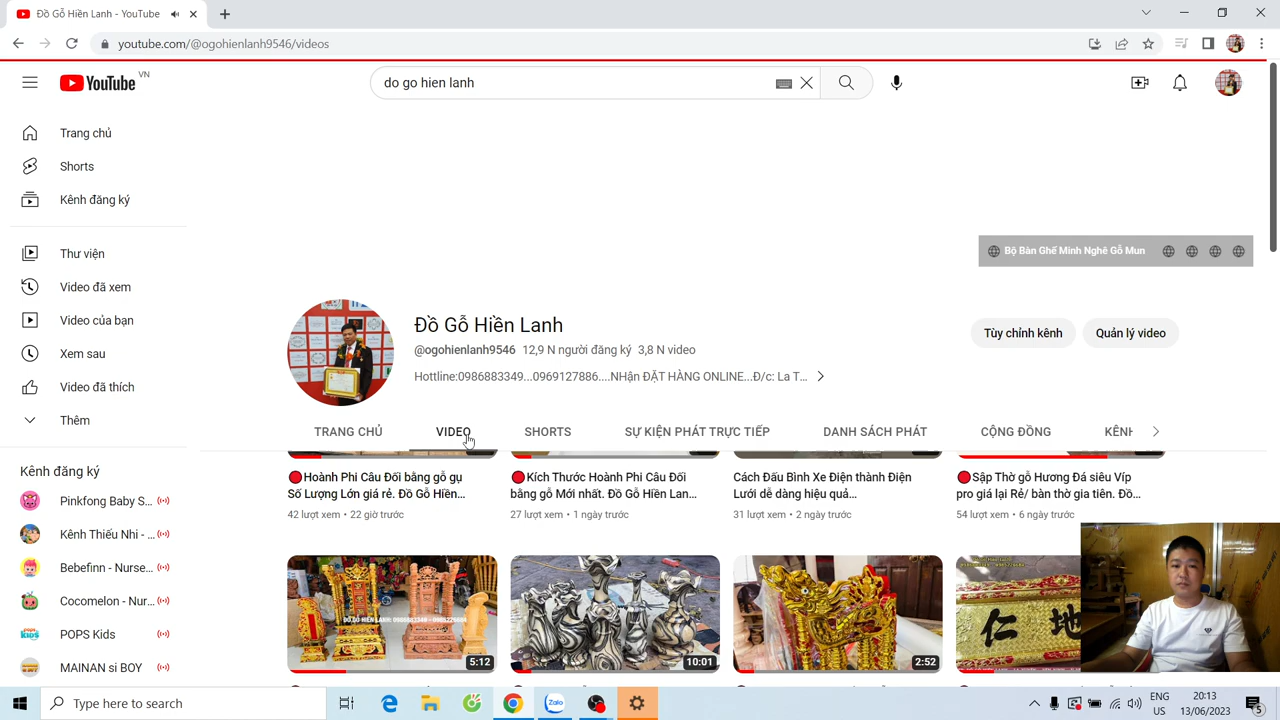 Đồ Gỗ Hiền Lanh - YouTube
youtube.com/@ogohienlanh9546/videos
YouTube VN
do go hien lanh
Trang chủ
Shorts
Kênh đăng ký
Thư viện
Video đã xem
Video của bạn
Xem sau
Video đã thích
Thêm
Kênh đăng ký
Pinkfong Baby S...
Kênh Thiếu Nhi - ...
Bebefinn - Nurse...
Cocomelon - Nur...
POPS Kids
MAINAN si BOY
Bộ Bàn Ghế Minh Nghê Gỗ Mun
Đồ Gỗ Hiền Lanh
@ogohienlanh9546 12,9 N người đăng ký 3,8 N video
Hottline:0986883349...0969127886....NHận ĐẶT HÀNG ONLINE...Đ/c: La T...
Tùy chỉnh kênh
Quản lý video
TRANG CHỦ VIDEO SHORTS SỰ KIỆN PHÁT TRỰC TIẾP DANH SÁCH PHÁT CỘNG ĐỒNG KÊNH
Hoành Phi Câu Đối bằng gỗ gụ
Số Lượng Lớn giá rẻ. Đồ Gỗ Hiền...
42 lượt xem • 22 giờ trước
Kích Thước Hoành Phi Câu Đối
bằng gỗ Mới nhất. Đồ Gỗ Hiền Lan...
27 lượt xem • 1 ngày trước
Cách Đấu Bình Xe Điện thành Điện
Lưới dễ dàng hiệu quả...
31 lượt xem • 2 ngày trước
Sập Thờ gỗ Hương Đá siêu Víp
pro giá lại Rẻ/ bàn thờ gia tiên. Đồ...
54 lượt xem • 6 ngày trước
5:12
10:01
2:52
仁 地
Type here to search
Zalo
ENG
US
20:13
13/06/2023
5